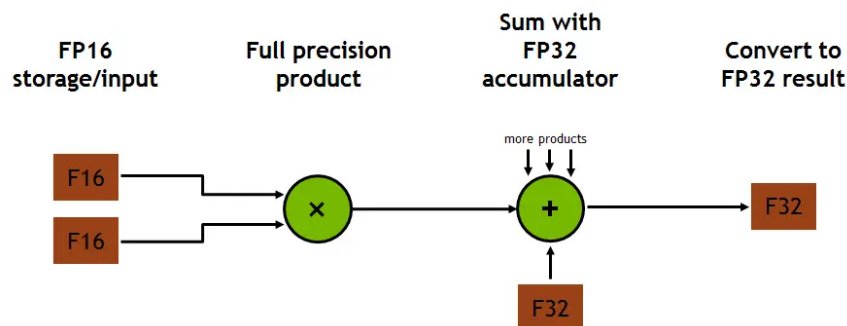 FP16
storage/input
Full precision
product
Sum with
FP32
accumulator
Convert to
FP32 result
more products
F16
F16
×
+
F32
F32